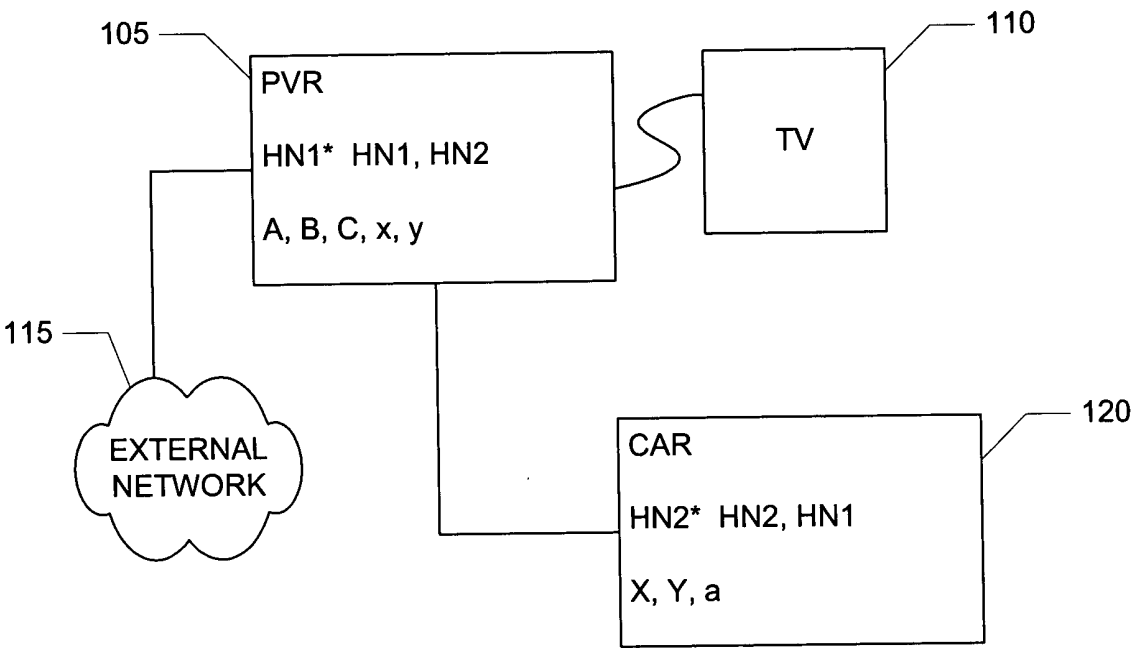 105
110
PVR
TV
HN1* HN1, HN2
A, B, C, x, y
115
EXTERNAL
NETWORK
120
CAR
HN2* HN2, HN1
X, Y, a